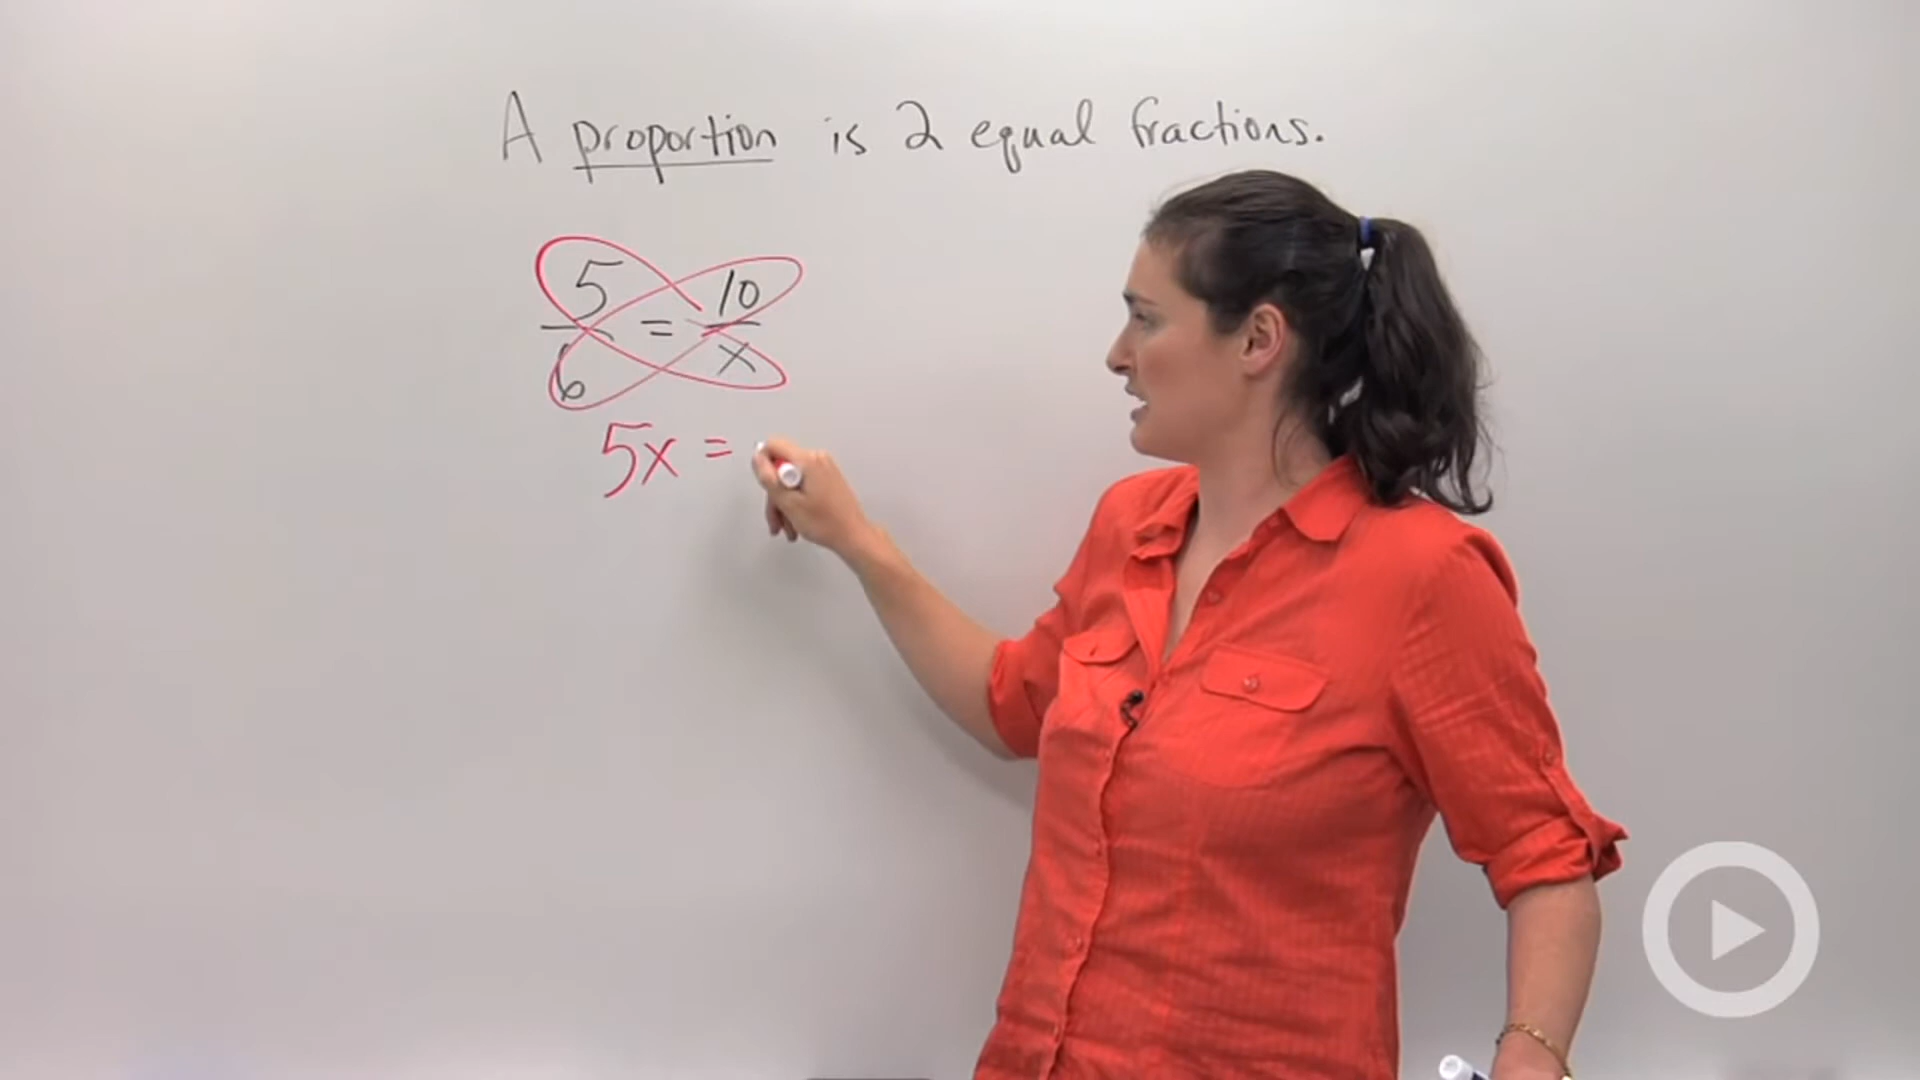 A proportion is 2 equal fractions.
5/6 = 10/x
5x =